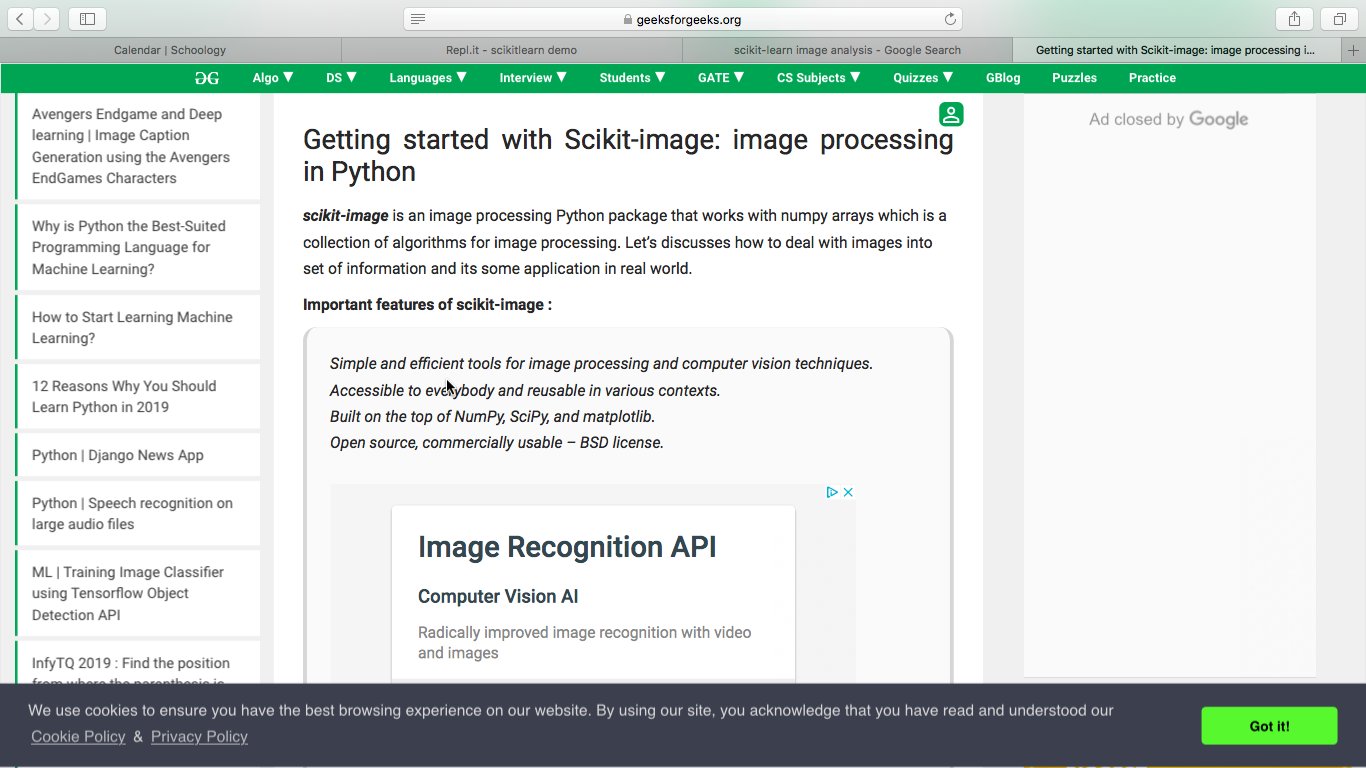 geeksforgeeks.org
Calendar | Schoology
Repl.it - scikitlearn demo
scikit-learn image analysis - Google Search
Getting started with Scikit-image: image processing i...
Algo ▼
DS ▼
Languages ▼
Interview ▼
Students ▼
GATE ▼
CS Subjects ▼
Quizzes ▼
GBlog
Puzzles
Practice
Avengers Endgame and Deep
learning | Image Caption
Generation using the Avengers
EndGames Characters
Why is Python the Best-Suited
Programming Language for
Machine Learning?
How to Start Learning Machine
Learning?
12 Reasons Why You Should
Learn Python in 2019
Python | Django News App
Python | Speech recognition on
large audio files
ML | Training Image Classifier
using Tensorflow Object
Detection API
InfyTQ 2019 : Find the position
from where the parenthesis is
Getting started with Scikit-image: image processing
in Python
scikit-image is an image processing Python package that works with numpy arrays which is a
collection of algorithms for image processing. Let's discusses how to deal with images into
set of information and its some application in real world.
Important features of scikit-image :
Simple and efficient tools for image processing and computer vision techniques.
Accessible to everybody and reusable in various contexts.
Built on the top of NumPy, SciPy, and matplotlib.
Open source, commercially usable – BSD license.
Image Recognition API
Computer Vision AI
Radically improved image recognition with video
and images
Ad closed by Google
We use cookies to ensure you have the best browsing experience on our website. By using our site, you acknowledge that you have read and understood our
Cookie Policy & Privacy Policy
Got it!